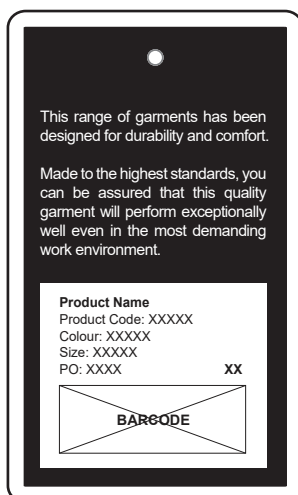 This range of garments has been
designed for durability and comfort.
Made to the highest standards, you
can be assured that this quality
garment will perform exceptionally
well even in the most demanding
work environment.
Product Name
Product Code: XXXXX
Colour: XXXXX
Size: XXXXX
PO: XXXX XX
BARCODE